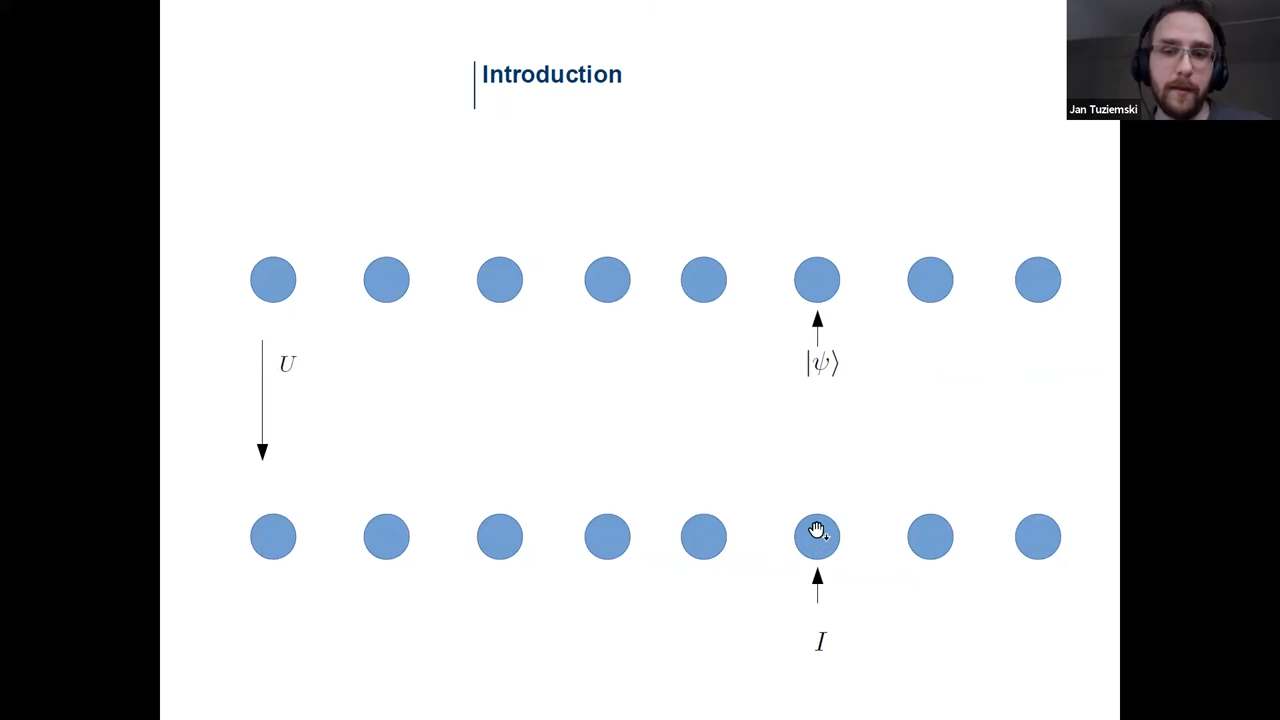 Introduction
Jan Tuziemski
U
|ψ⟩
I